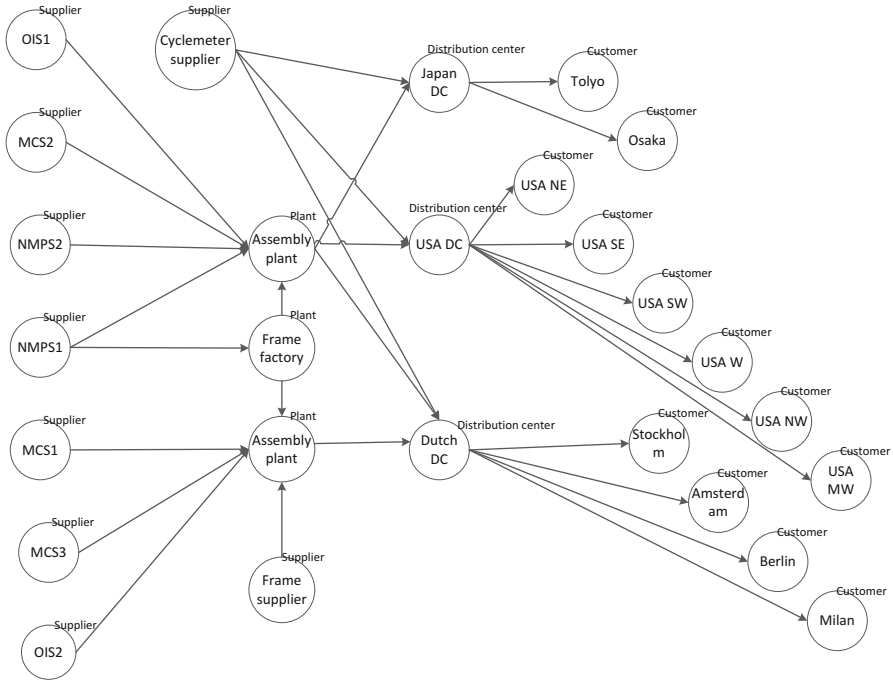 Supplier
OIS1
Supplier
Cyclemeter
supplier
Distribution center
Japan
DC
Customer
Tolyo
Supplier
MCS2
Customer
Osaka
Customer
USA NE
Supplier
NMPS2
Plant
Assembly
plant
Distribution center
USA DC
Customer
USA SE
Customer
USA SW
Supplier
NMPS1
Plant
Frame
factory
Customer
USA W
Customer
USA NW
Supplier
MCS1
Plant
Assembly
plant
Distribution center
Dutch
DC
Customer
Stockhol
m
Customer
USA
MW
Customer
Amsterd
am
Supplier
MCS3
Supplier
Frame
supplier
Customer
Berlin
Customer
Milan
Supplier
OIS2